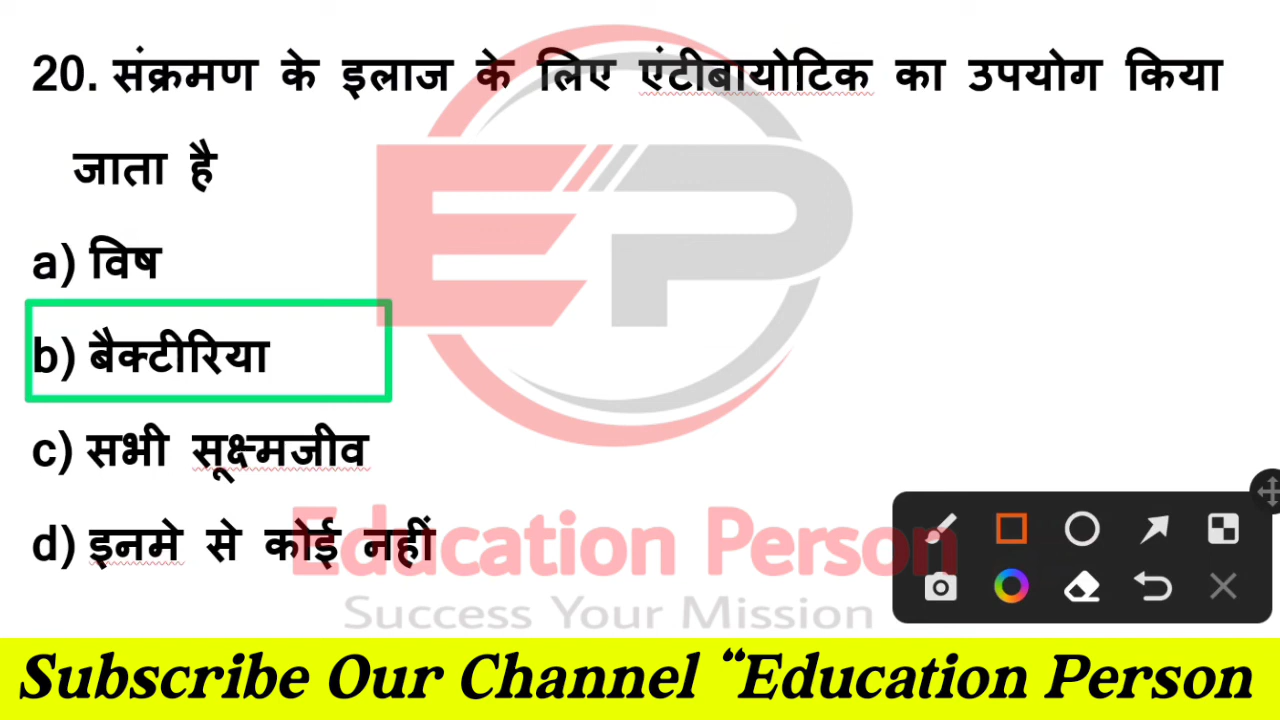 20. संक्रमण के इलाज के लिए एंटीबायोटिक का उपयोग किया
जाता है
a) विष
b) बैक्टीरिया
c) सभी सूक्ष्मजीव
d) इनमे से कोई नहीं
EP
Education Person
Success Your Mission
Subscribe Our Channel “Education Person